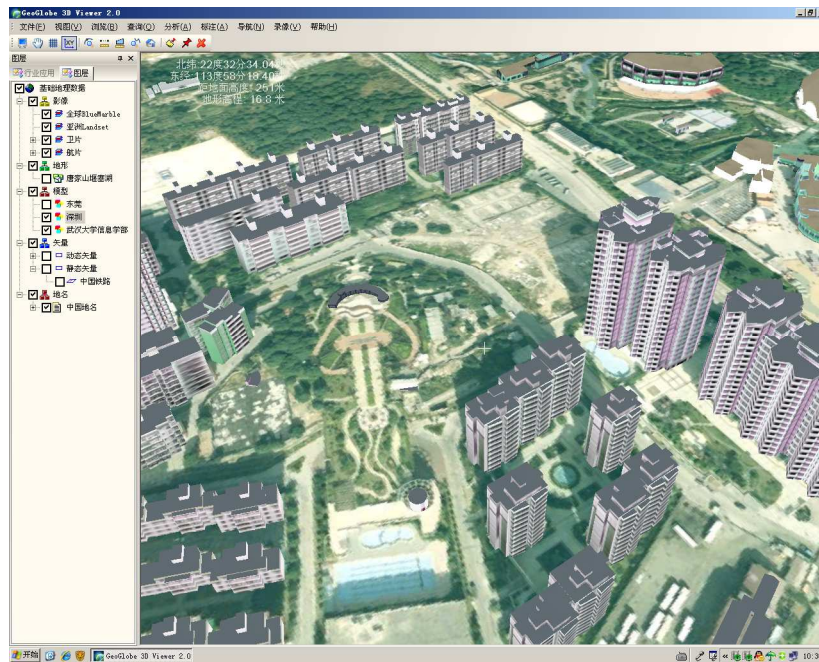 GeoGlobe 3D Viewer 2.0
文件(F) 视图(V) 浏览(B) 查询(Q) 分析(A) 标注(A) 导航(N) 录像(V) 帮助(H)
图层
行业应用 图层
基础地理数据
影像
全球BlueMarble
亚洲Landset
卫片
航片
地形
唐家山堰塞湖
模型
东莞
深圳
武汉大学信息学部
矢量
动态矢量
静态矢量
中国铁路
地名
中国地名
北纬:22度32分34.04秒
东经:113度58分18.40秒
距地面高度: 261米
地形高程: 16.8 米
开始 GeoGlobe 3D Viewer 2.0